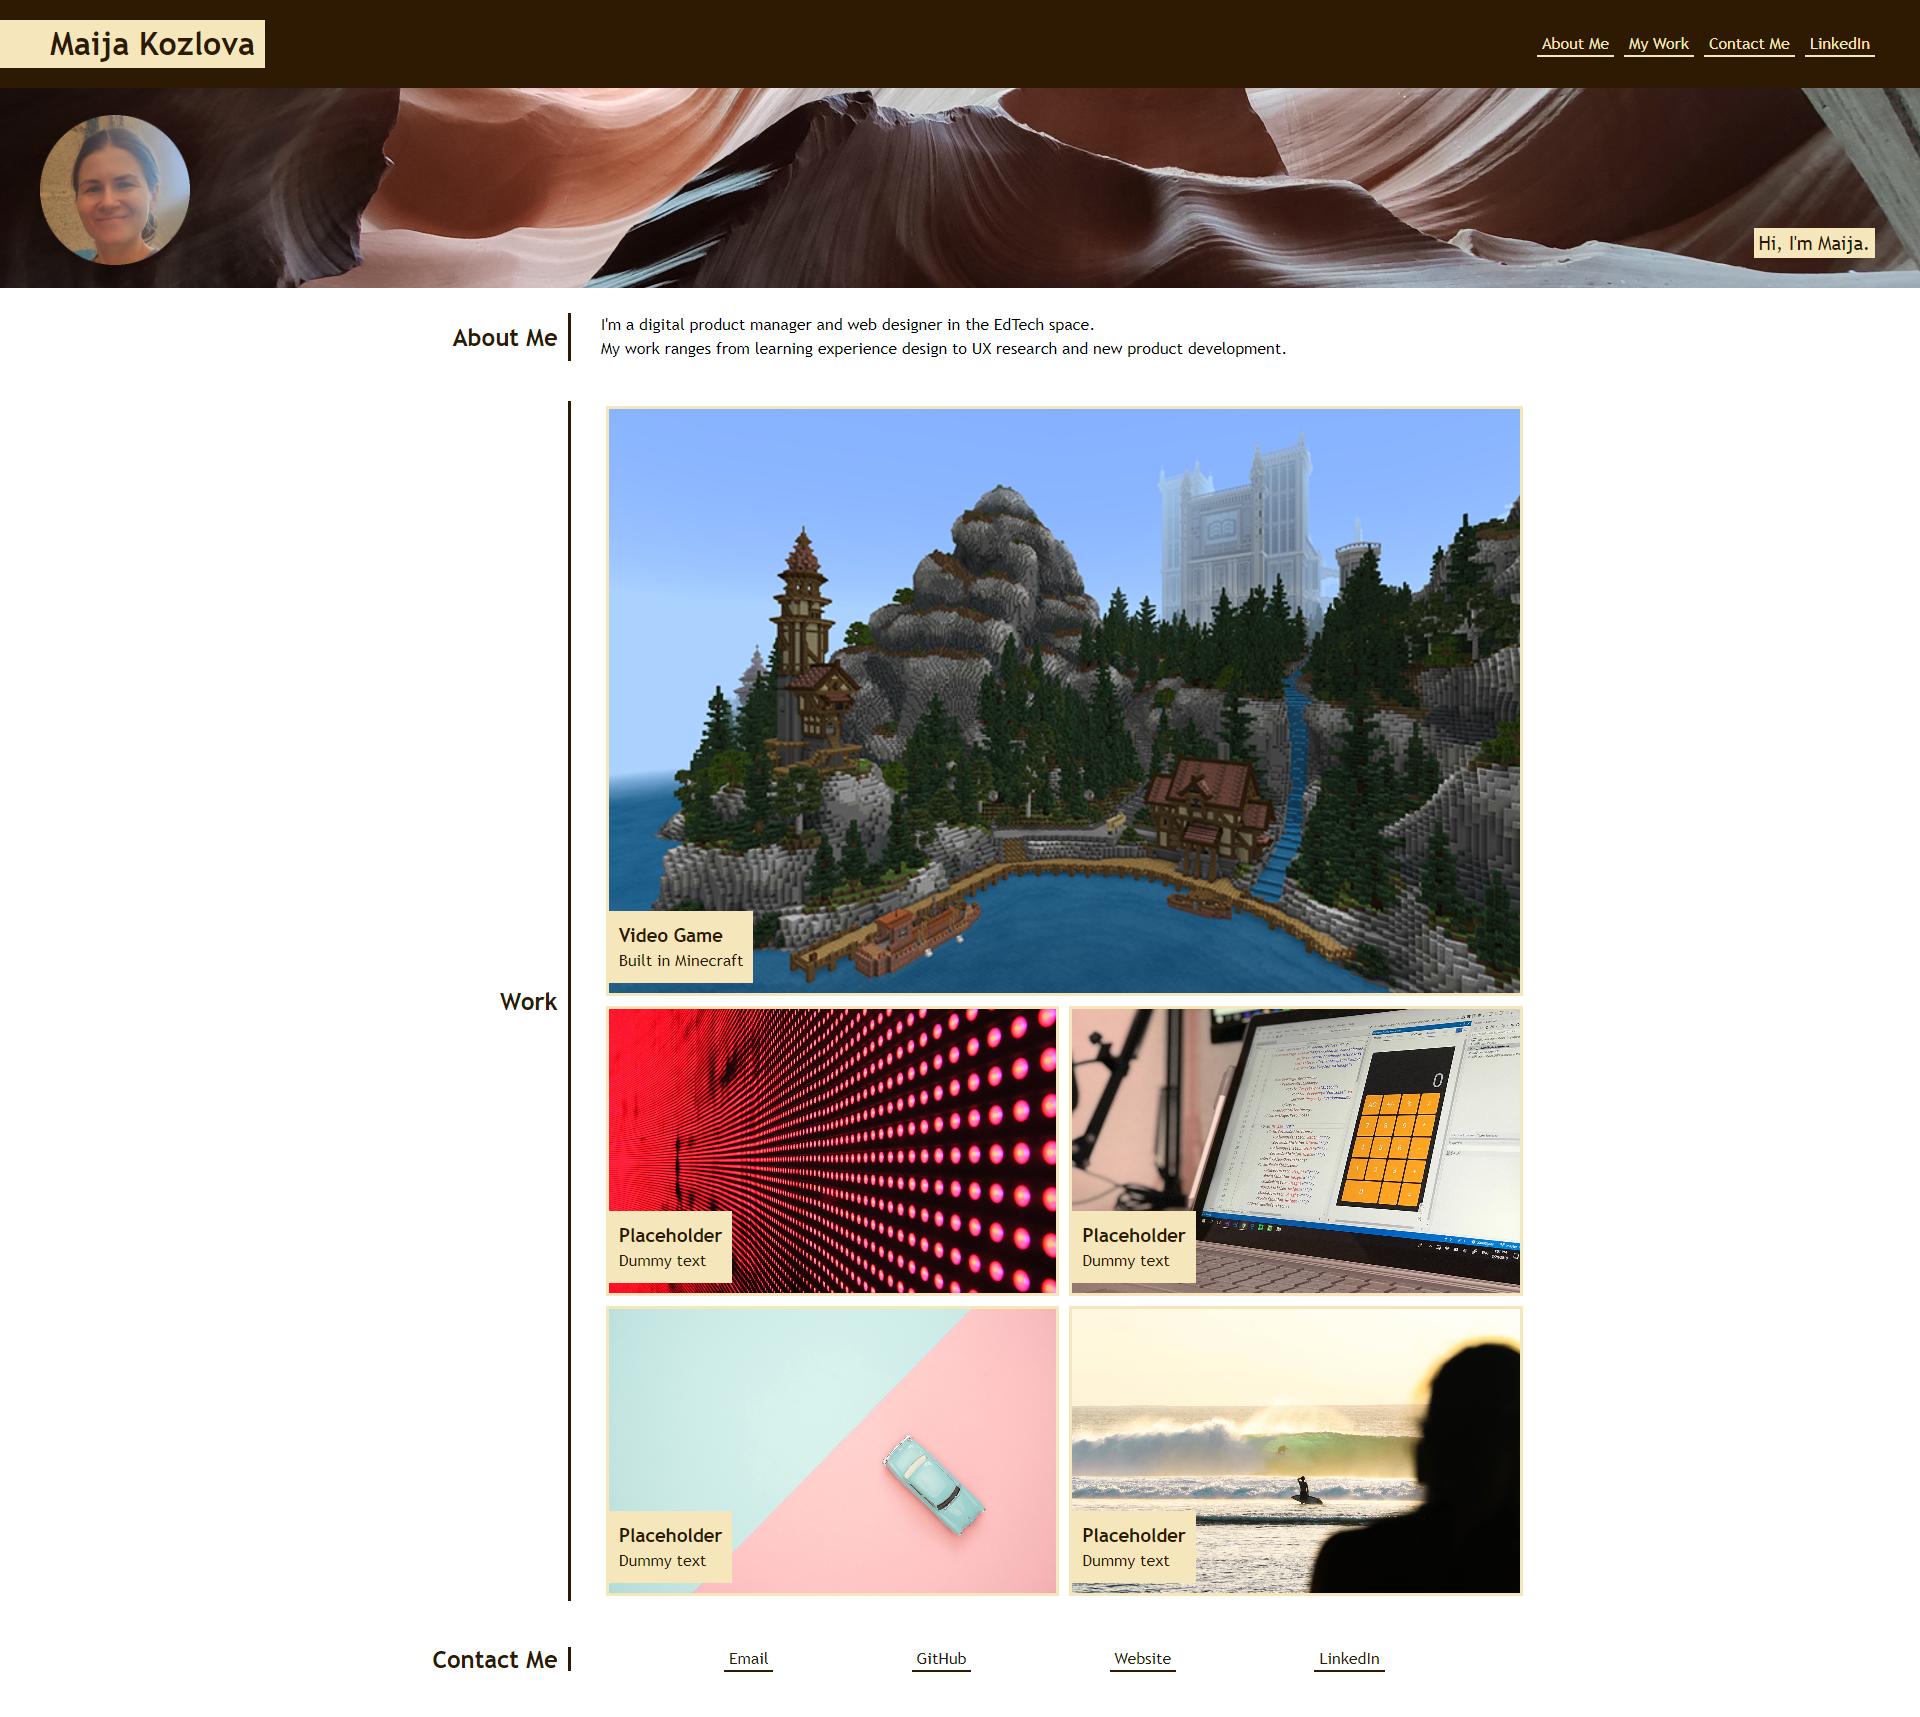 Maija Kozlova
About Me My Work Contact Me LinkedIn
Hi, I'm Maija.
About Me
I'm a digital product manager and web designer in the EdTech space.
My work ranges from learning experience design to UX research and new product development.
Work
Video Game
Built in Minecraft
0
Placeholder
Dummy text
Placeholder
Dummy text
Placeholder
Dummy text
Placeholder
Dummy text
Contact Me
Email GitHub Website LinkedIn